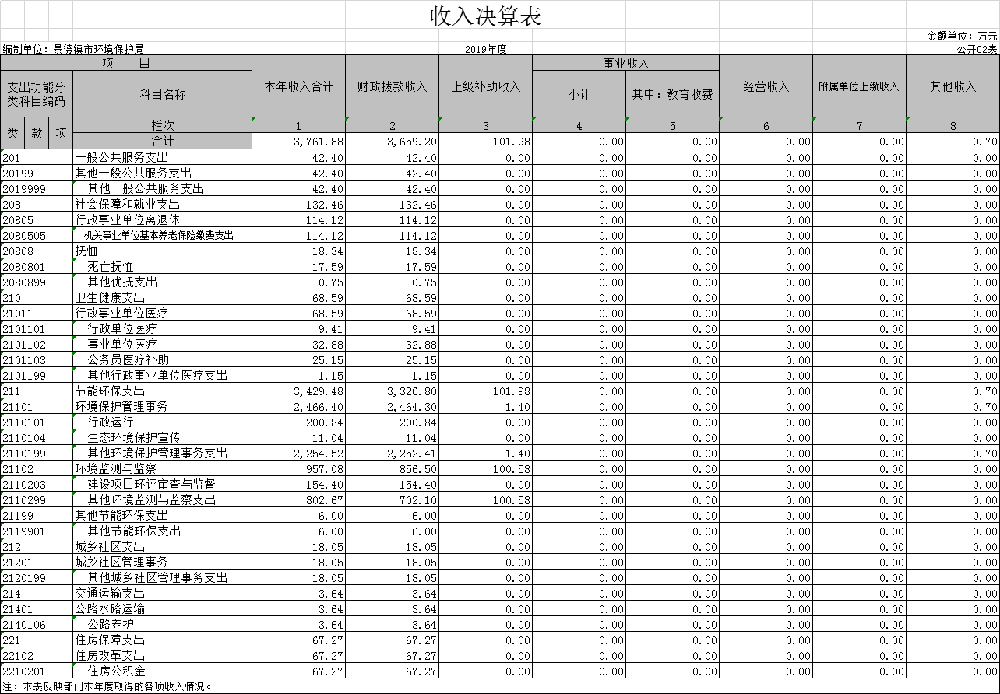 收入决算表
金额单位：万元
编制单位：景德镇市环境保护局 2019年度 公开02表
项 目 本年收入合计 财政拨款收入 上级补助收入 事业收入 经营收入 附属单位上缴收入 其他收入
支出功能分类科目编码 科目名称 小计 其中：教育收费
类 款 项 栏次 1 2 3 4 5 6 7 8
合计 3,761.88 3,659.20 101.98 0.00 0.00 0.00 0.00 0.70
201 一般公共服务支出 42.40 42.40 0.00 0.00 0.00 0.00 0.00 0.00
20199 其他一般公共服务支出 42.40 42.40 0.00 0.00 0.00 0.00 0.00 0.00
2019999 其他一般公共服务支出 42.40 42.40 0.00 0.00 0.00 0.00 0.00 0.00
208 社会保障和就业支出 132.46 132.46 0.00 0.00 0.00 0.00 0.00 0.00
20805 行政事业单位离退休 114.12 114.12 0.00 0.00 0.00 0.00 0.00 0.00
2080505 机关事业单位基本养老保险缴费支出 114.12 114.12 0.00 0.00 0.00 0.00 0.00 0.00
20808 抚恤 18.34 18.34 0.00 0.00 0.00 0.00 0.00 0.00
2080801 死亡抚恤 17.59 17.59 0.00 0.00 0.00 0.00 0.00 0.00
2080899 其他优抚支出 0.75 0.75 0.00 0.00 0.00 0.00 0.00 0.00
210 卫生健康支出 68.59 68.59 0.00 0.00 0.00 0.00 0.00 0.00
21011 行政事业单位医疗 68.59 68.59 0.00 0.00 0.00 0.00 0.00 0.00
2101101 行政单位医疗 9.41 9.41 0.00 0.00 0.00 0.00 0.00 0.00
2101102 事业单位医疗 32.88 32.88 0.00 0.00 0.00 0.00 0.00 0.00
2101103 公务员医疗补助 25.15 25.15 0.00 0.00 0.00 0.00 0.00 0.00
2101199 其他行政事业单位医疗支出 1.15 1.15 0.00 0.00 0.00 0.00 0.00 0.00
211 节能环保支出 3,429.48 3,326.80 101.98 0.00 0.00 0.00 0.00 0.70
21101 环境保护管理事务 2,466.40 2,464.30 1.40 0.00 0.00 0.00 0.00 0.70
2110101 行政运行 200.84 200.84 0.00 0.00 0.00 0.00 0.00 0.00
2110104 生态环境保护宣传 11.04 11.04 0.00 0.00 0.00 0.00 0.00 0.00
2110199 其他环境保护管理事务支出 2,254.52 2,252.41 1.40 0.00 0.00 0.00 0.00 0.70
21102 环境监测与监察 957.08 856.50 100.58 0.00 0.00 0.00 0.00 0.00
2110203 建设项目环评审查与监督 154.40 154.40 0.00 0.00 0.00 0.00 0.00 0.00
2110299 其他环境监测与监察支出 802.67 702.10 100.58 0.00 0.00 0.00 0.00 0.00
21199 其他节能环保支出 6.00 6.00 0.00 0.00 0.00 0.00 0.00 0.00
2119901 其他节能环保支出 6.00 6.00 0.00 0.00 0.00 0.00 0.00 0.00
212 城乡社区支出 18.05 18.05 0.00 0.00 0.00 0.00 0.00 0.00
21201 城乡社区管理事务 18.05 18.05 0.00 0.00 0.00 0.00 0.00 0.00
2120199 其他城乡社区管理事务支出 18.05 18.05 0.00 0.00 0.00 0.00 0.00 0.00
214 交通运输支出 3.64 3.64 0.00 0.00 0.00 0.00 0.00 0.00
21401 公路水路运输 3.64 3.64 0.00 0.00 0.00 0.00 0.00 0.00
2140106 公路养护 3.64 3.64 0.00 0.00 0.00 0.00 0.00 0.00
221 住房保障支出 67.27 67.27 0.00 0.00 0.00 0.00 0.00 0.00
22102 住房改革支出 67.27 67.27 0.00 0.00 0.00 0.00 0.00 0.00
2210201 住房公积金 67.27 67.27 0.00 0.00 0.00 0.00 0.00 0.00
注：本表反映部门本年度取得的各项收入情况。